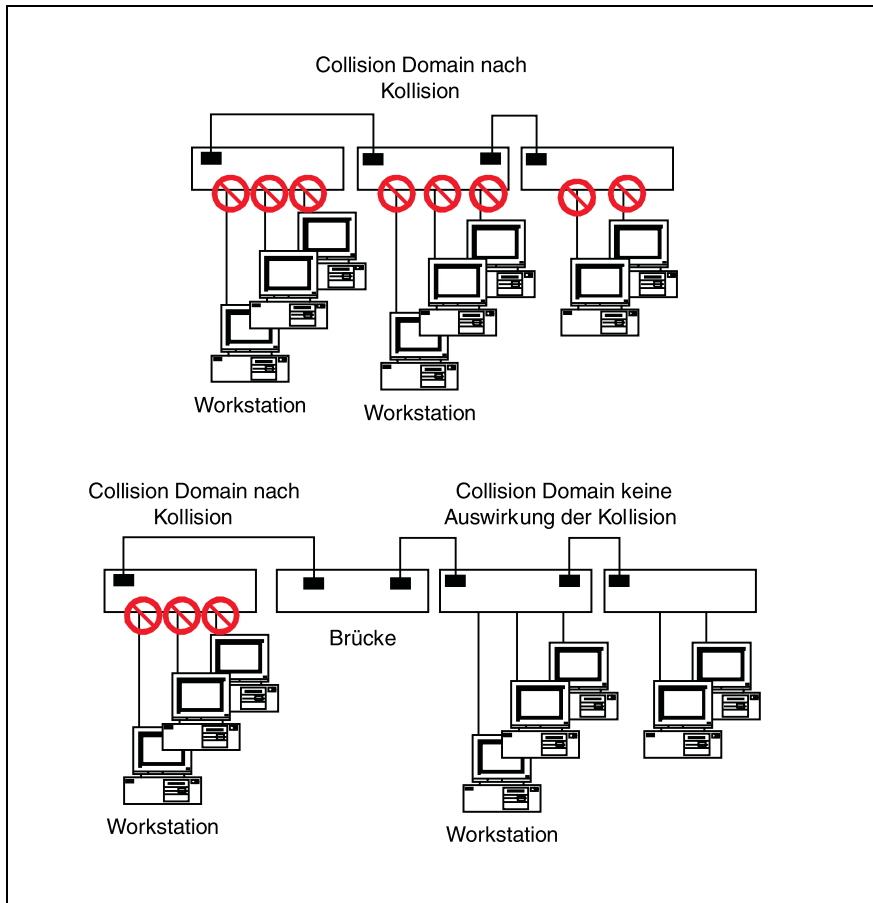 Collision Domain nach
Kollision
Workstation
Workstation
Collision Domain nach
Kollision
Collision Domain keine
Auswirkung der Kollision
Brücke
Workstation
Workstation